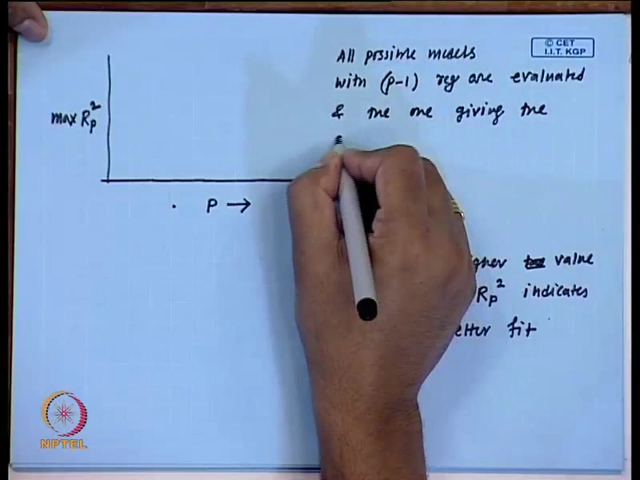 © CET
I.I.T. KGP
All possible models
with (p-1) reg are evaluated
& the one giving the
max Rp²
P →
value
Rp² indicates
fit
NPTEL